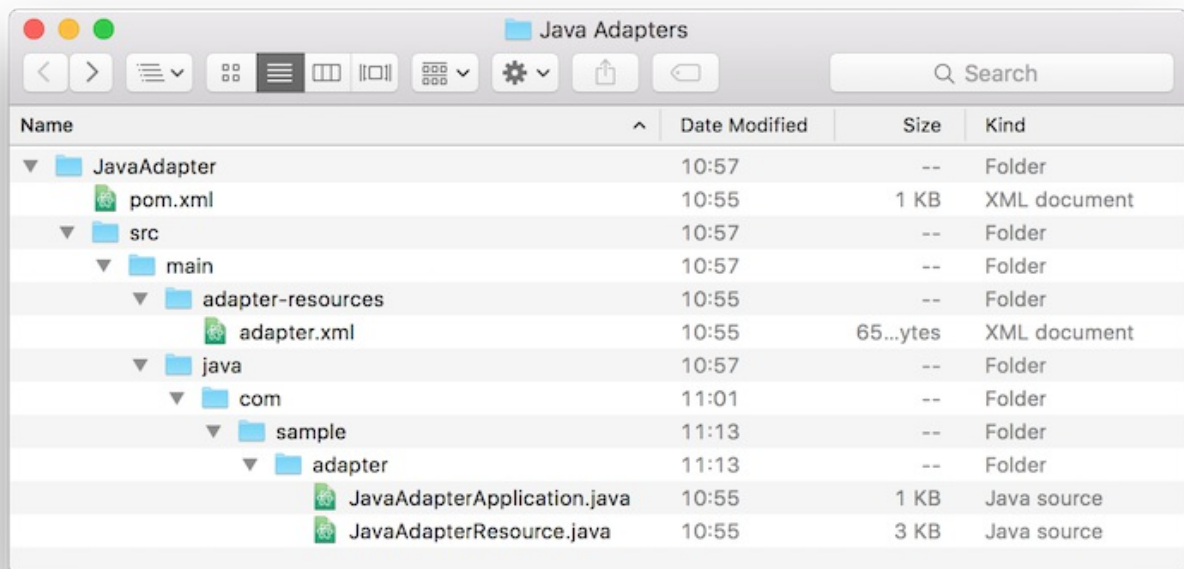 Java Adapters
Search
Name Date Modified Size Kind
JavaAdapter 10:57 -- Folder
pom.xml 10:55 1 KB XML document
src 10:57 -- Folder
main 10:57 -- Folder
adapter-resources 10:55 -- Folder
adapter.xml 10:55 65...ytes XML document
java 10:57 -- Folder
com 11:01 -- Folder
sample 11:13 -- Folder
adapter 11:13 -- Folder
JavaAdapterApplication.java 10:55 1 KB Java source
JavaAdapterResource.java 10:55 3 KB Java source